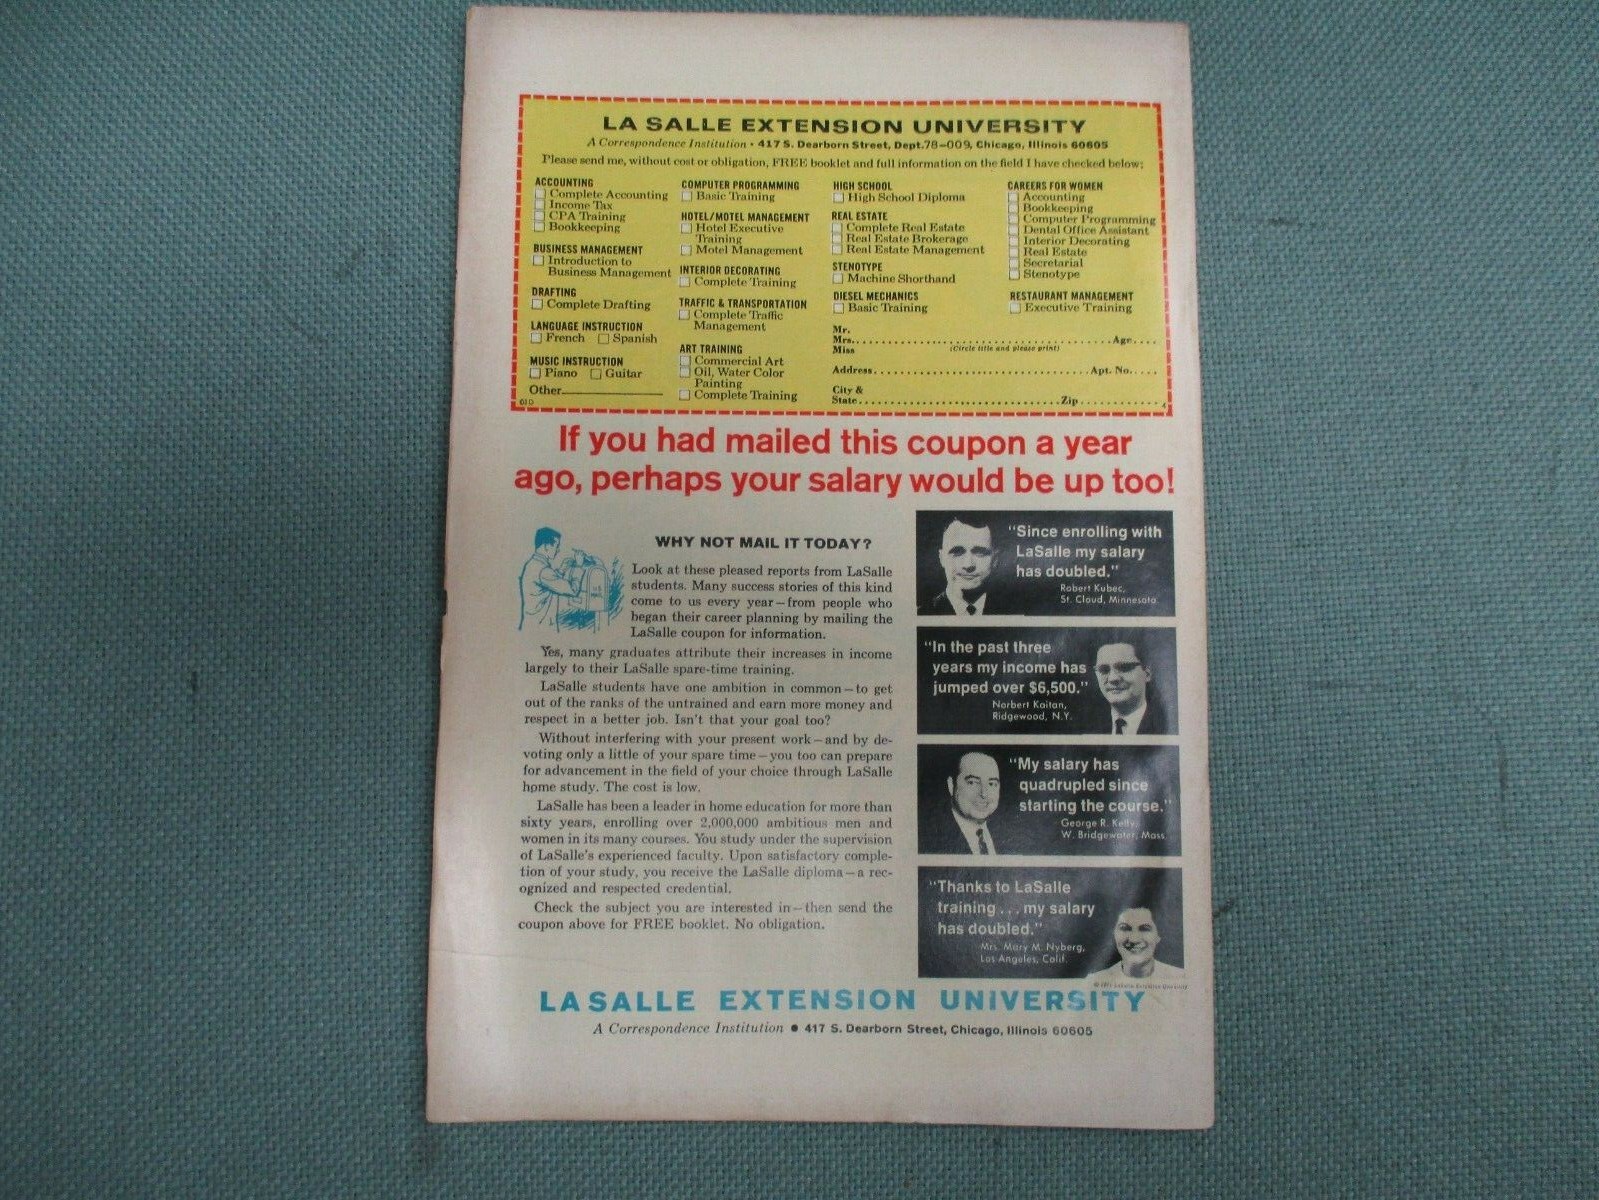 LA SALLE EXTENSION UNIVERSITY
A Correspondence Institution • 417 S. Dearborn Street, Dept. 78-009, Chicago, Illinois 60605
Please send me, without cost or obligation, FREE booklet and full information on the field I have checked below:
ACCOUNTING
Complete Accounting
Income Tax
CPA Training
Bookkeeping
BUSINESS MANAGEMENT
Introduction to
Business Management
DRAFTING
Complete Drafting
LANGUAGE INSTRUCTION
French Spanish
MUSIC INSTRUCTION
Piano Guitar
Other
61D
COMPUTER PROGRAMMING
Basic Training
HOTEL/MOTEL MANAGEMENT
Hotel Executive
Training
Motel Management
INTERIOR DECORATING
Complete Training
TRAFFIC & TRANSPORTATION
Complete Traffic
Management
ART TRAINING
Commercial Art
Oil, Water Color
Painting
Complete Training
HIGH SCHOOL
High School Diploma
REAL ESTATE
Complete Real Estate
Real Estate Brokerage
Real Estate Management
STENOTYPE
Machine Shorthand
DIESEL MECHANICS
Basic Training
CAREERS FOR WOMEN
Accounting
Bookkeeping
Computer Programming
Dental Office Assistant
Interior Decorating
Real Estate
Secretarial
Stenotype
RESTAURANT MANAGEMENT
Executive Training
Mr.
Mrs. Age
Miss (Circle title and please print)
Address Apt. No.
City &
State Zip
If you had mailed this coupon a year
ago, perhaps your salary would be up too!
WHY NOT MAIL IT TODAY?
Look at these pleased reports from LaSalle
students. Many success stories of this kind
come to us every year—from people who
began their career planning by mailing the
LaSalle coupon for information.
Yes, many graduates attribute their increases in income
largely to their LaSalle spare-time training.
LaSalle students have one ambition in common—to get
out of the ranks of the untrained and earn more money and
respect in a better job. Isn't that your goal too?
Without interfering with your present work—and by de-
voting only a little of your spare time—you too can prepare
for advancement in the field of your choice through LaSalle
home study. The cost is low.
LaSalle has been a leader in home education for more than
sixty years, enrolling over 2,000,000 ambitious men and
women in its many courses. You study under the supervision
of LaSalle's experienced faculty. Upon satisfactory comple-
tion of your study, you receive the LaSalle diploma—a rec-
ognized and respected credential.
Check the subject you are interested in—then send the
coupon above for FREE booklet. No obligation.
"Since enrolling with
LaSalle my salary
has doubled."
Robert Kubec,
St. Cloud, Minnesota
"In the past three
years my income has
jumped over $6,500."
Norbert Kaitan,
Ridgewood, N.Y.
"My salary has
quadrupled since
starting the course."
George R. Kelly,
W. Bridgewater, Mass.
"Thanks to LaSalle
training...my salary
has doubled."
Mrs. Mary M. Nyberg,
Los Angeles, Calif.
LaSalle Extension University
LA SALLE EXTENSION UNIVERSITY
A Correspondence Institution • 417 S. Dearborn Street, Chicago, Illinois 60605